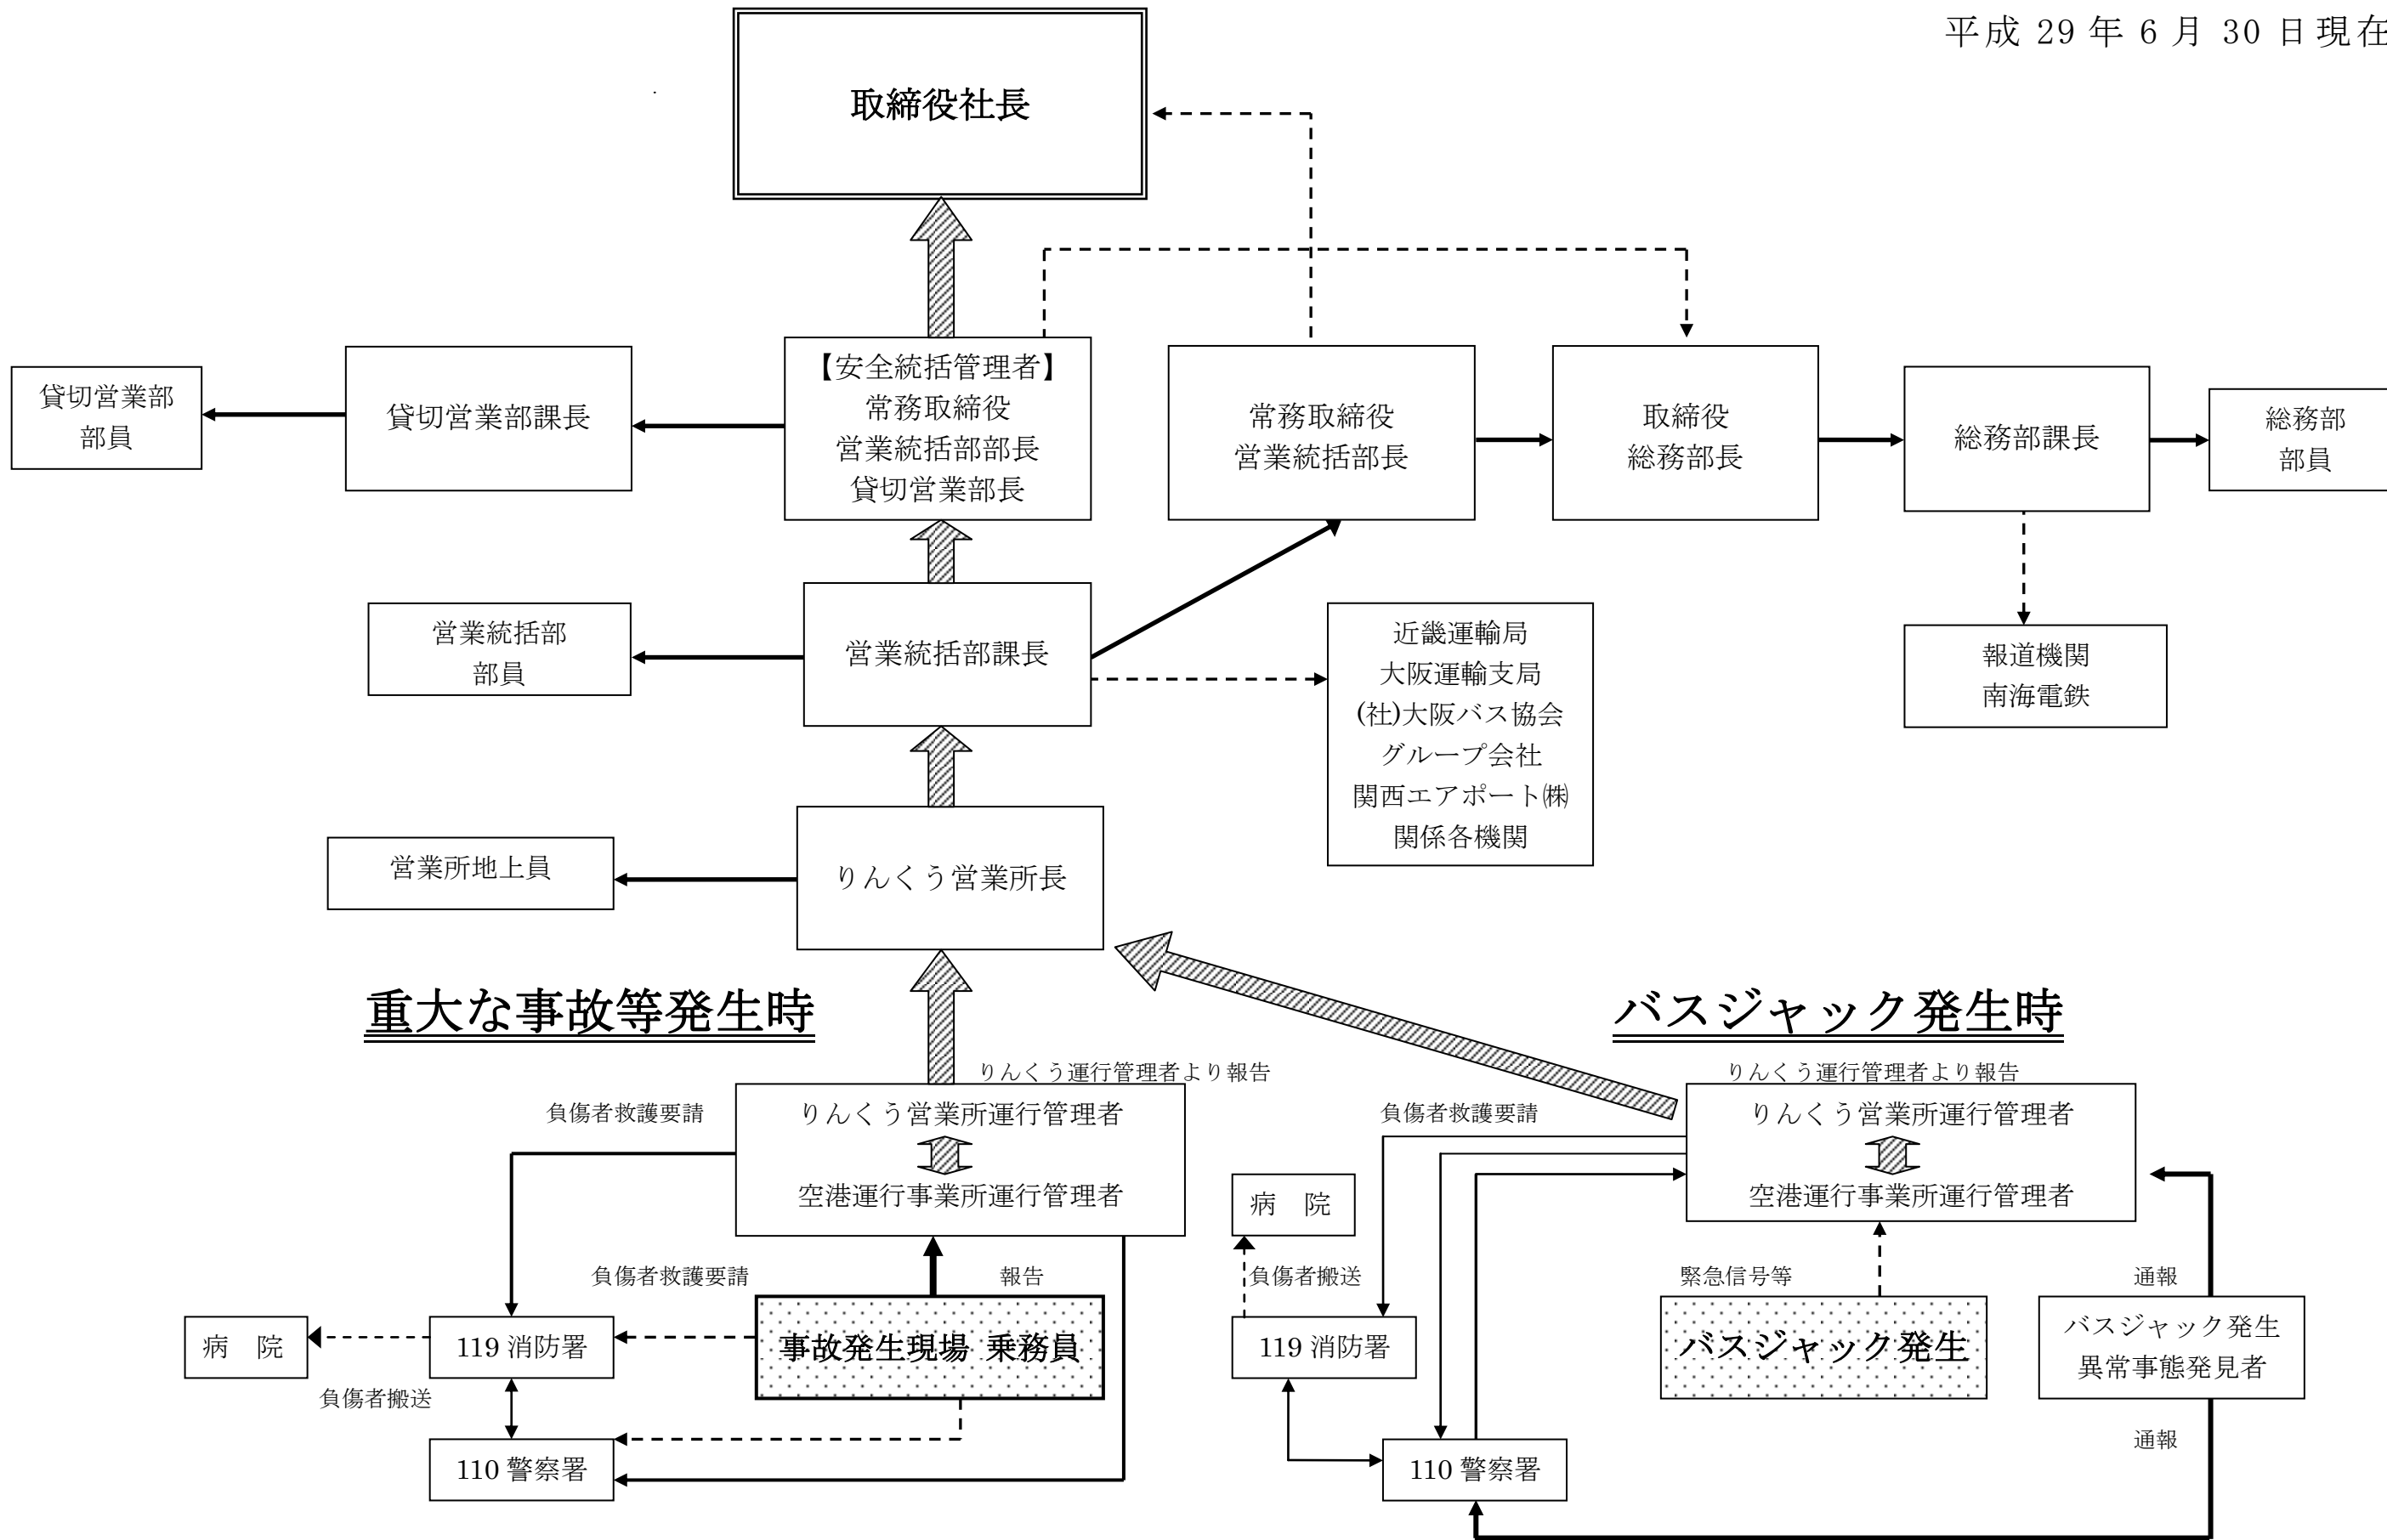 平成 29 年 6 月 30 日現在
取締役社長
貸切営業部
部員
貸切営業部課長
【安全統括管理者】
常務取締役
営業統括部部長
貸切営業部長
常務取締役
営業統括部長
取締役
総務部長
総務部課長
総務部
部員
営業統括部
部員
営業統括部課長
近畿運輸局
大阪運輸支局
(社)大阪バス協会
グループ会社
関西エアポート㈱
関係各機関
報道機関
南海電鉄
営業所地上員
りんくう営業所長
重大な事故等発生時
バスジャック発生時
りんくう運行管理者より報告
りんくう運行管理者より報告
負傷者救護要請
りんくう営業所運行管理者
空港運行事業所運行管理者
負傷者救護要請
りんくう営業所運行管理者
空港運行事業所運行管理者
病　院
負傷者救護要請
報告
負傷者搬送
緊急信号等
通報
病　院
119 消防署
事故発生現場 乗務員
119 消防署
バスジャック発生
バスジャック発生
異常事態発見者
負傷者搬送
通報
110 警察署
110 警察署